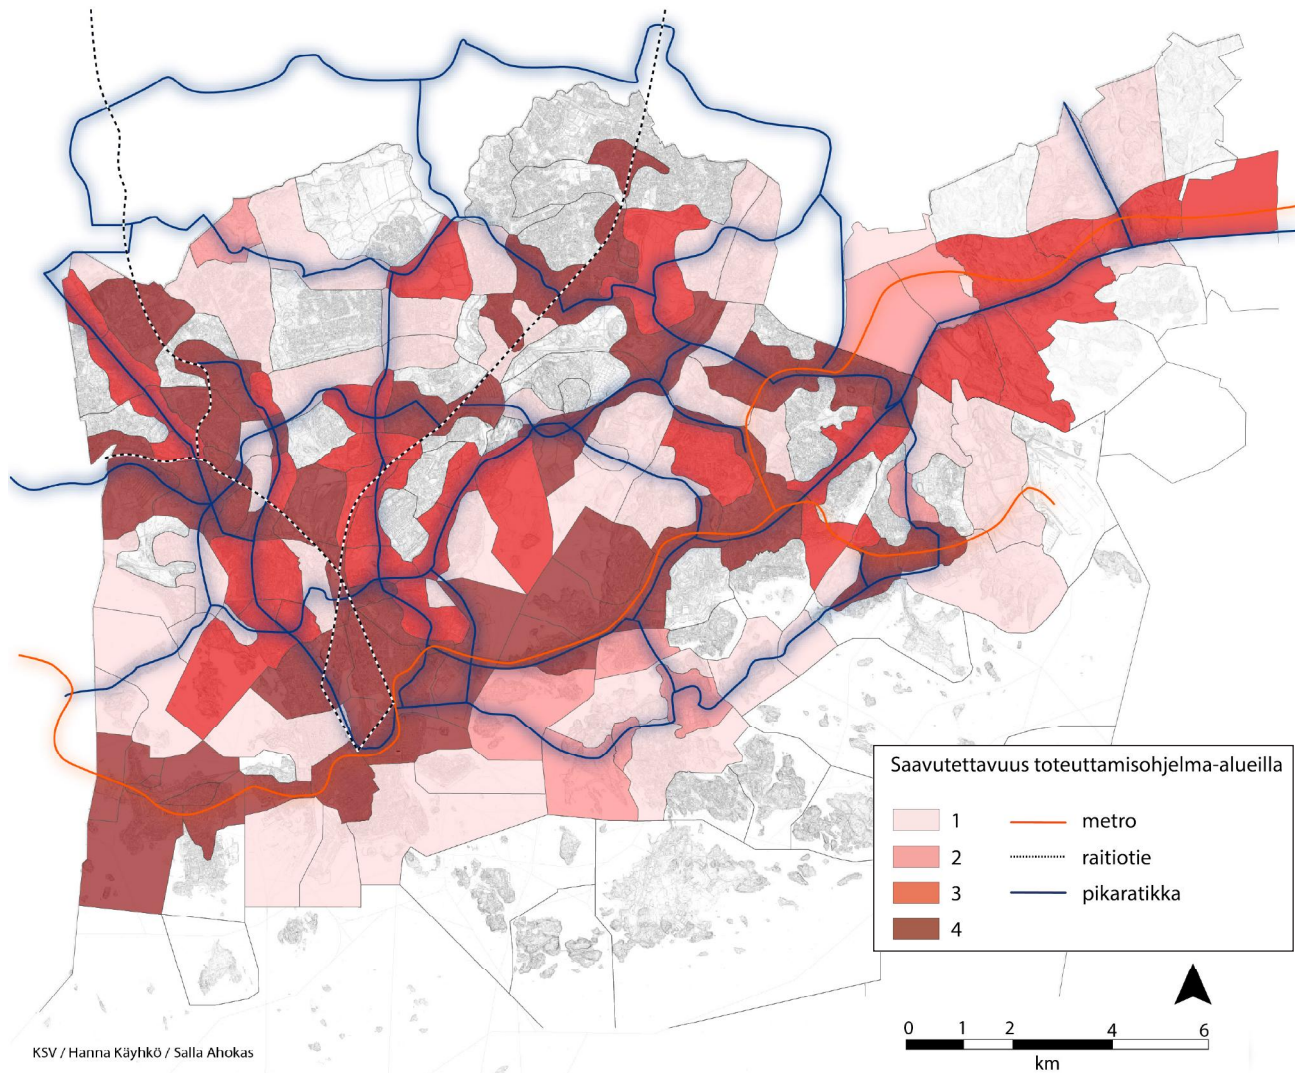 Saavutettavuus toteuttamisohjelma-alueilla
1 metro
2 raitiotie
3 pikaratikka
4
0 1 2 4 6
km
KSV / Hanna Käyhkö / Salla Ahokas